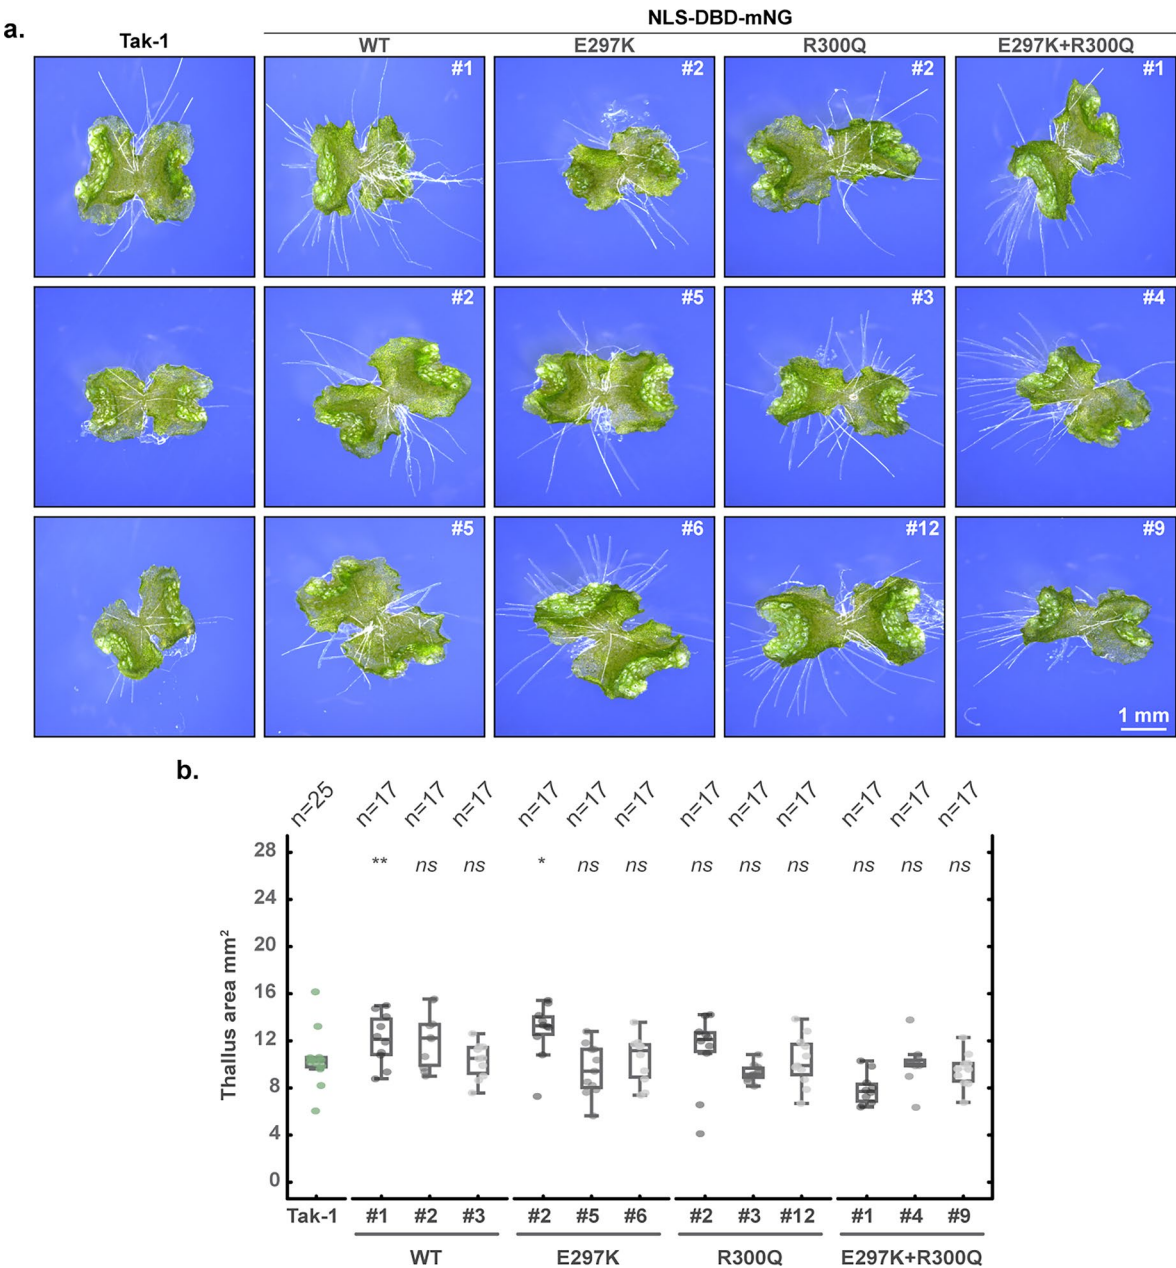 a.
NLS-DBD-mNG
Tak-1 WT E297K R300Q E297K+R300Q
#1 #2 #2 #1
#2 #5 #3 #4
#5 #6 #12 #9
1 mm
b.
n=25 n=17 n=17 n=17 n=17 n=17 n=17 n=17 n=17 n=17 n=17 n=17 n=17
** ns ns * ns ns ns ns ns ns ns ns
Thallus area mm²
28
24
20
16
12
8
4
0
Tak-1 #1 #2 #3 #2 #5 #6 #2 #3 #12 #1 #4 #9
WT E297K R300Q E297K+R300Q